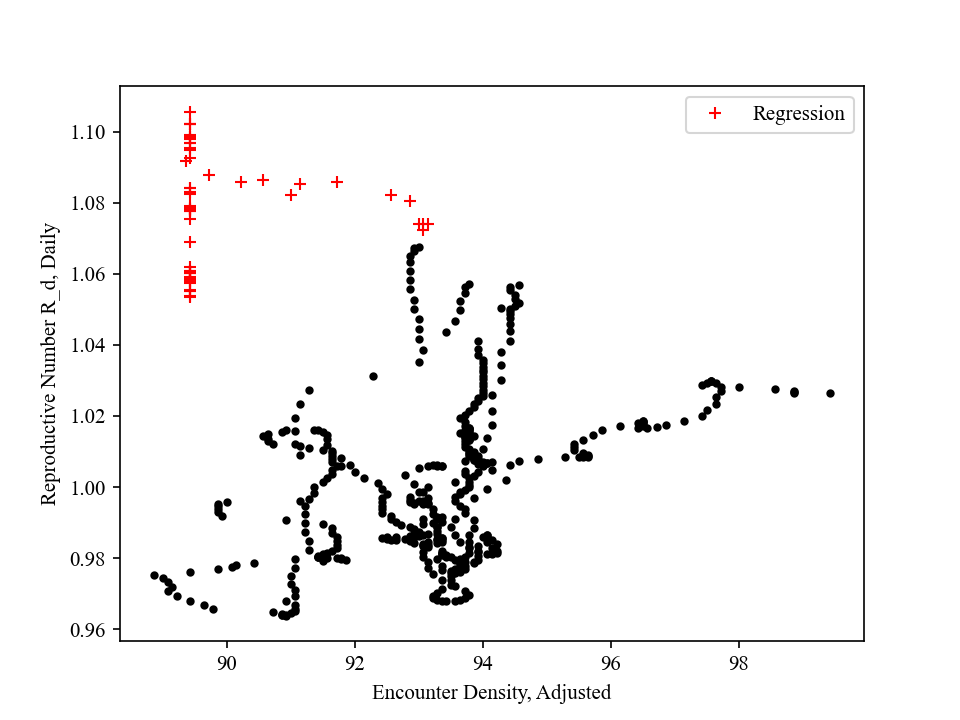 Regression
1.10
1.08
1.06
1.04
1.02
1.00
0.98
0.96
Reproductive Number R_d, Daily
90 92 94 96 98
Encounter Density, Adjusted